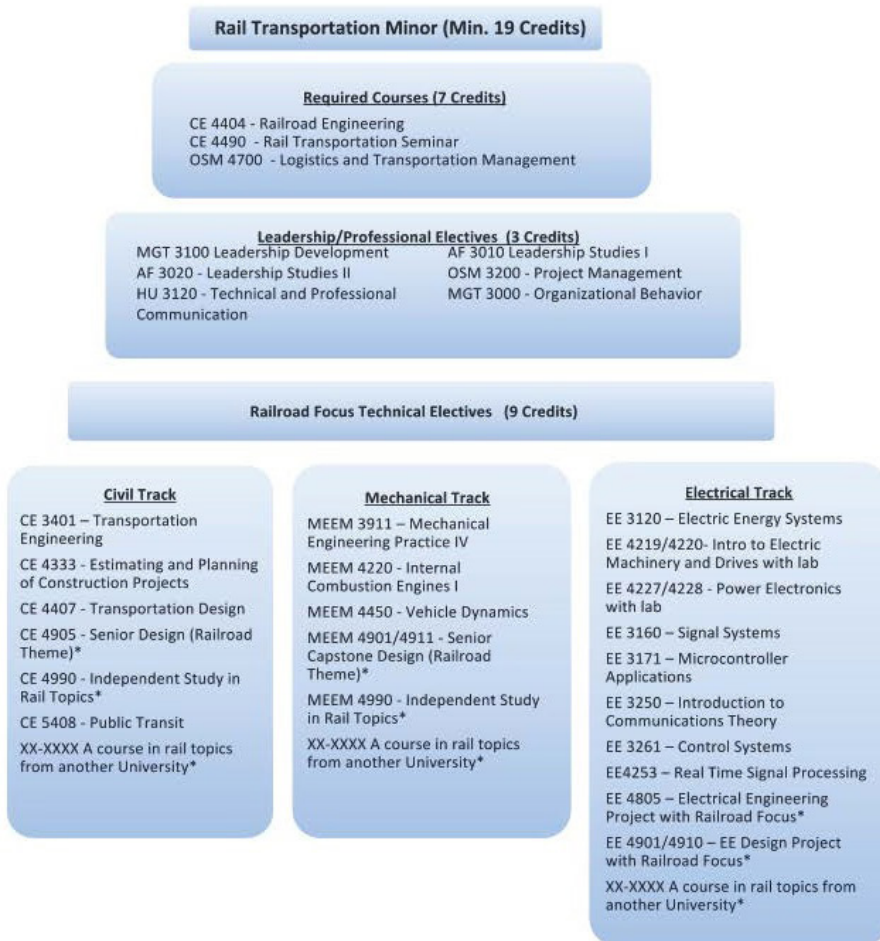 Rail Transportation Minor (Min. 19 Credits)
Required Courses (7 Credits)
CE 4404 - Railroad Engineering
CE 4490 - Rail Transportation Seminar
OSM 4700 - Logistics and Transportation Management
Leadership/Professional Electives (3 Credits)
MGT 3100 Leadership Development
AF 3020 - Leadership Studies II
HU 3120 - Technical and Professional
Communication
AF 3010 Leadership Studies I
OSM 3200 - Project Management
MGT 3000 - Organizational Behavior
Railroad Focus Technical Electives (9 Credits)
Civil Track
CE 3401 – Transportation
Engineering
CE 4333 - Estimating and Planning
of Construction Projects
CE 4407 - Transportation Design
CE 4905 - Senior Design (Railroad
Theme)*
CE 4990 - Independent Study in
Rail Topics*
CE 5408 - Public Transit
XX-XXXX A course in rail topics
from another University*
Mechanical Track
MEEM 3911 – Mechanical
Engineering Practice IV
MEEM 4220 - Internal
Combustion Engines I
MEEM 4450 - Vehicle Dynamics
MEEM 4901/4911 - Senior
Capstone Design (Railroad
Theme)*
MEEM 4990 - Independent Study
in Rail Topics*
XX-XXXX A course in rail topics
from another University*
Electrical Track
EE 3120 – Electric Energy Systems
EE 4219/4220- Intro to Electric
Machinery and Drives with lab
EE 4227/4228 - Power Electronics
with lab
EE 3160 – Signal Systems
EE 3171 – Microcontroller
Applications
EE 3250 – Introduction to
Communications Theory
EE 3261 – Control Systems
EE4253 – Real Time Signal Processing
EE 4805 – Electrical Engineering
Project with Railroad Focus*
EE 4901/4910 – EE Design Project
with Railroad Focus*
XX-XXXX A course in rail topics from
another University*